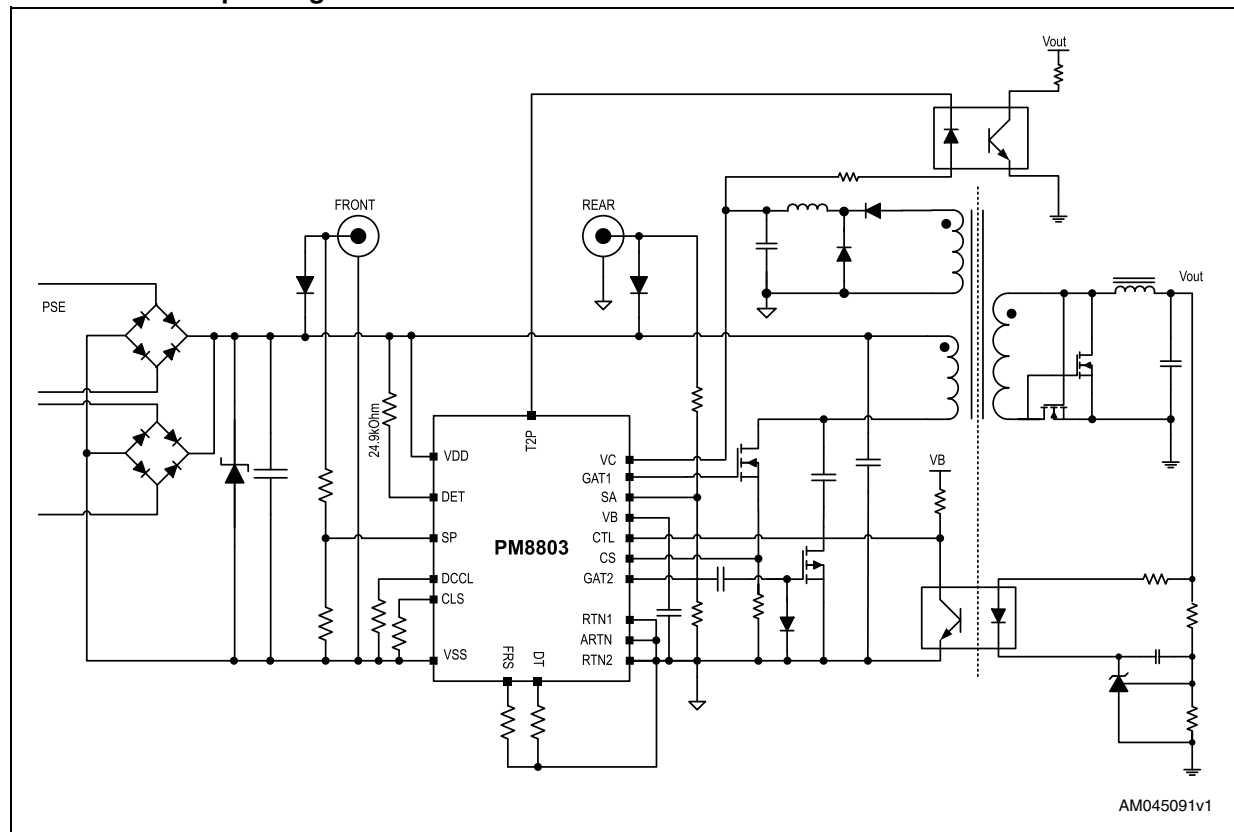 Vout
FRONT
REAR
PSE
Vout
24.9kOhm
T2P
VDD
VC
GAT1
DET
SA
VB
VB
SP
PM8803
CTL
CS
DCCL
GAT2
CLS
RTN1
ARTN
VSS
FRS
DT
RTN2
AM045091v1